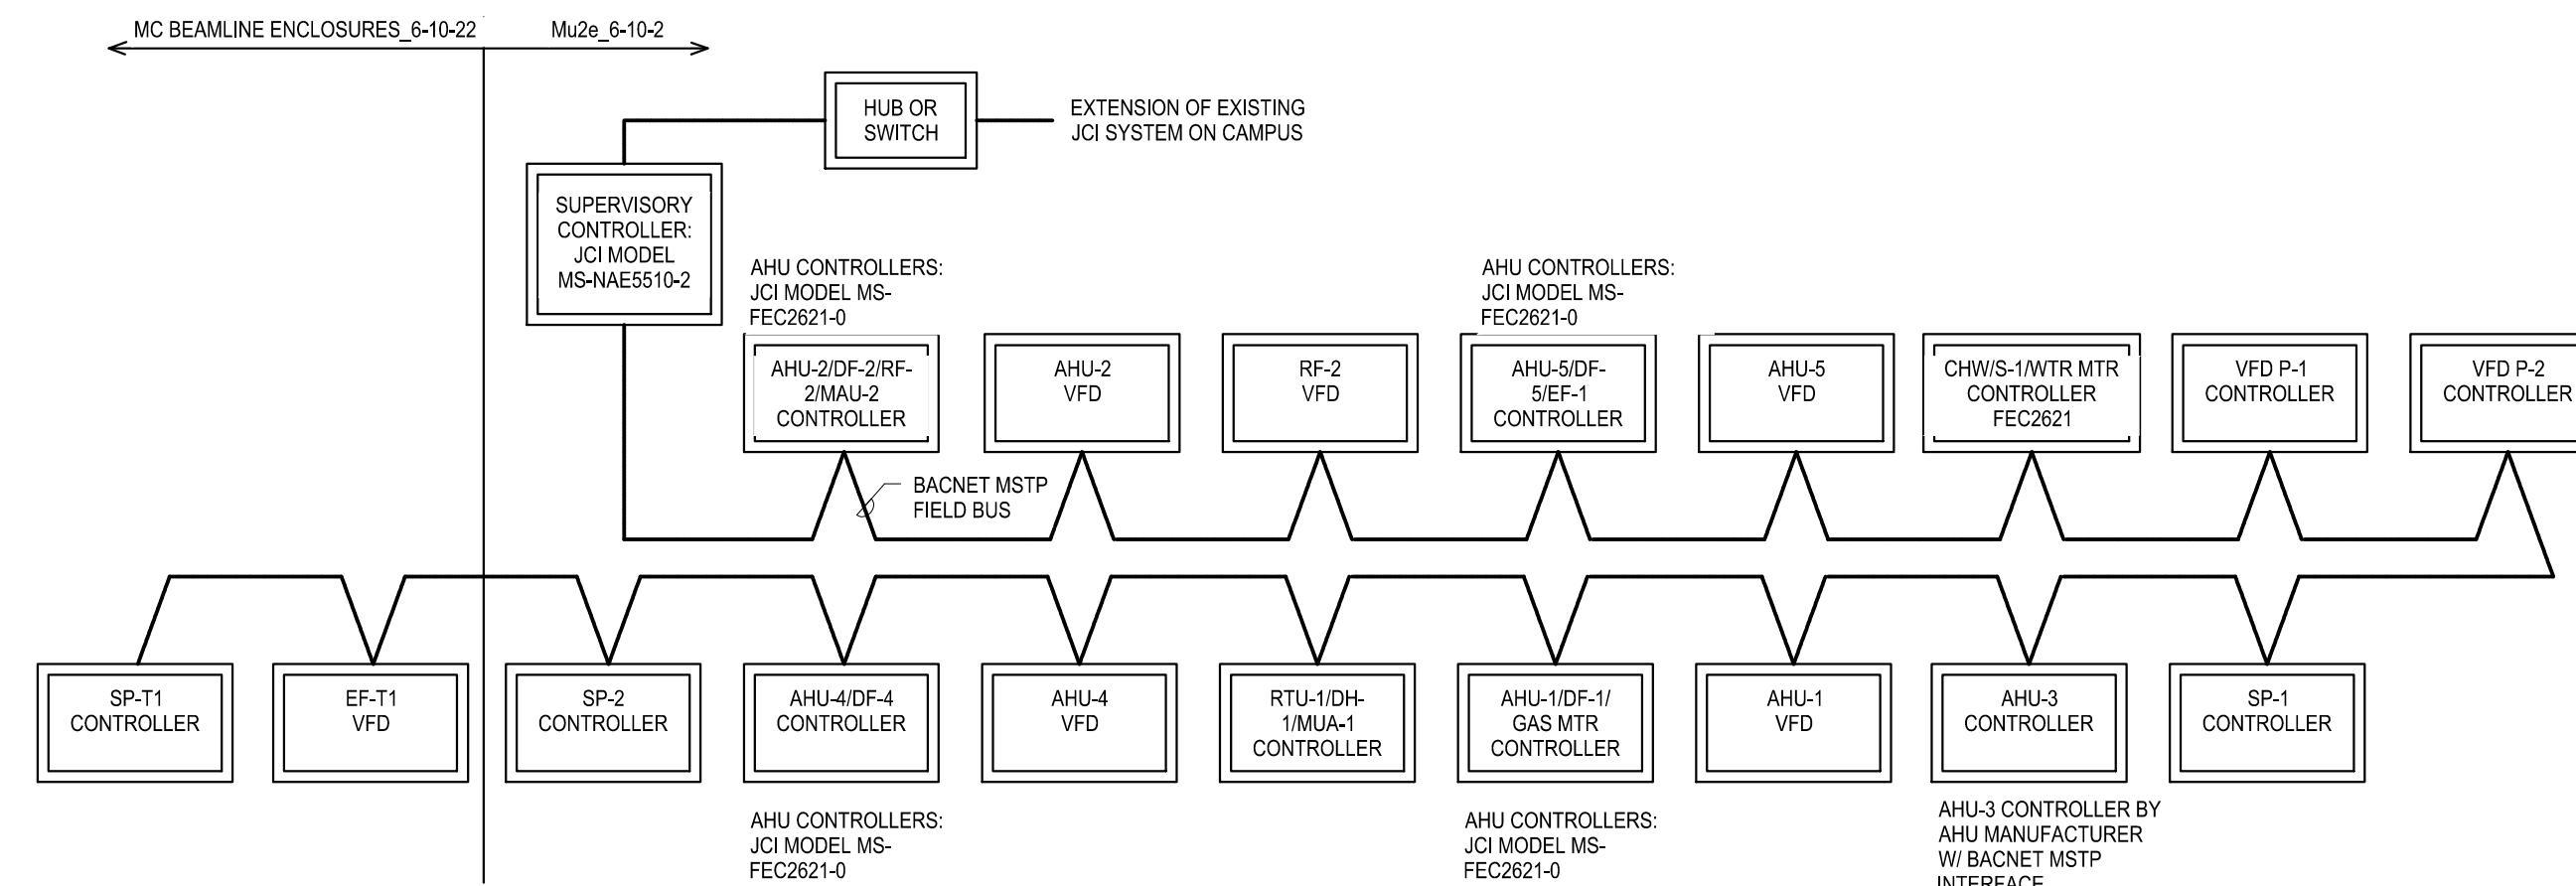 MC BEAMLINE ENCLOSURES_6-10-22
Mu2e_6-10-2
HUB OR
SWITCH
EXTENSION OF EXISTING
JCI SYSTEM ON CAMPUS
SUPERVISORY
CONTROLLER:
JCI MODEL
MS-NAE5510-2
AHU CONTROLLERS:
JCI MODEL MS-
FEC2621-0
AHU CONTROLLERS:
JCI MODEL MS-
FEC2621-0
AHU-2/DF-2/RF-
2/MAU-2
CONTROLLER
AHU-2
VFD
RF-2
VFD
AHU-5/DF-
5/EF-1
CONTROLLER
AHU-5
VFD
CHW/S-1/WTR MTR
CONTROLLER
FEC2621
VFD P-1
CONTROLLER
VFD P-2
CONTROLLER
BACNET MSTP
FIELD BUS
SP-T1
CONTROLLER
EF-T1
VFD
SP-2
CONTROLLER
AHU-4/DF-4
CONTROLLER
AHU-4
VFD
RTU-1/DH-
1/MUA-1
CONTROLLER
AHU-1/DF-1/
GAS MTR
CONTROLLER
AHU-1
VFD
AHU-3
CONTROLLER
SP-1
CONTROLLER
AHU CONTROLLERS:
JCI MODEL MS-
FEC2621-0
AHU CONTROLLERS:
JCI MODEL MS-
FEC2621-0
AHU-3 CONTROLLER BY
AHU MANUFACTURER
W/ BACNET MSTP
INTERFACE